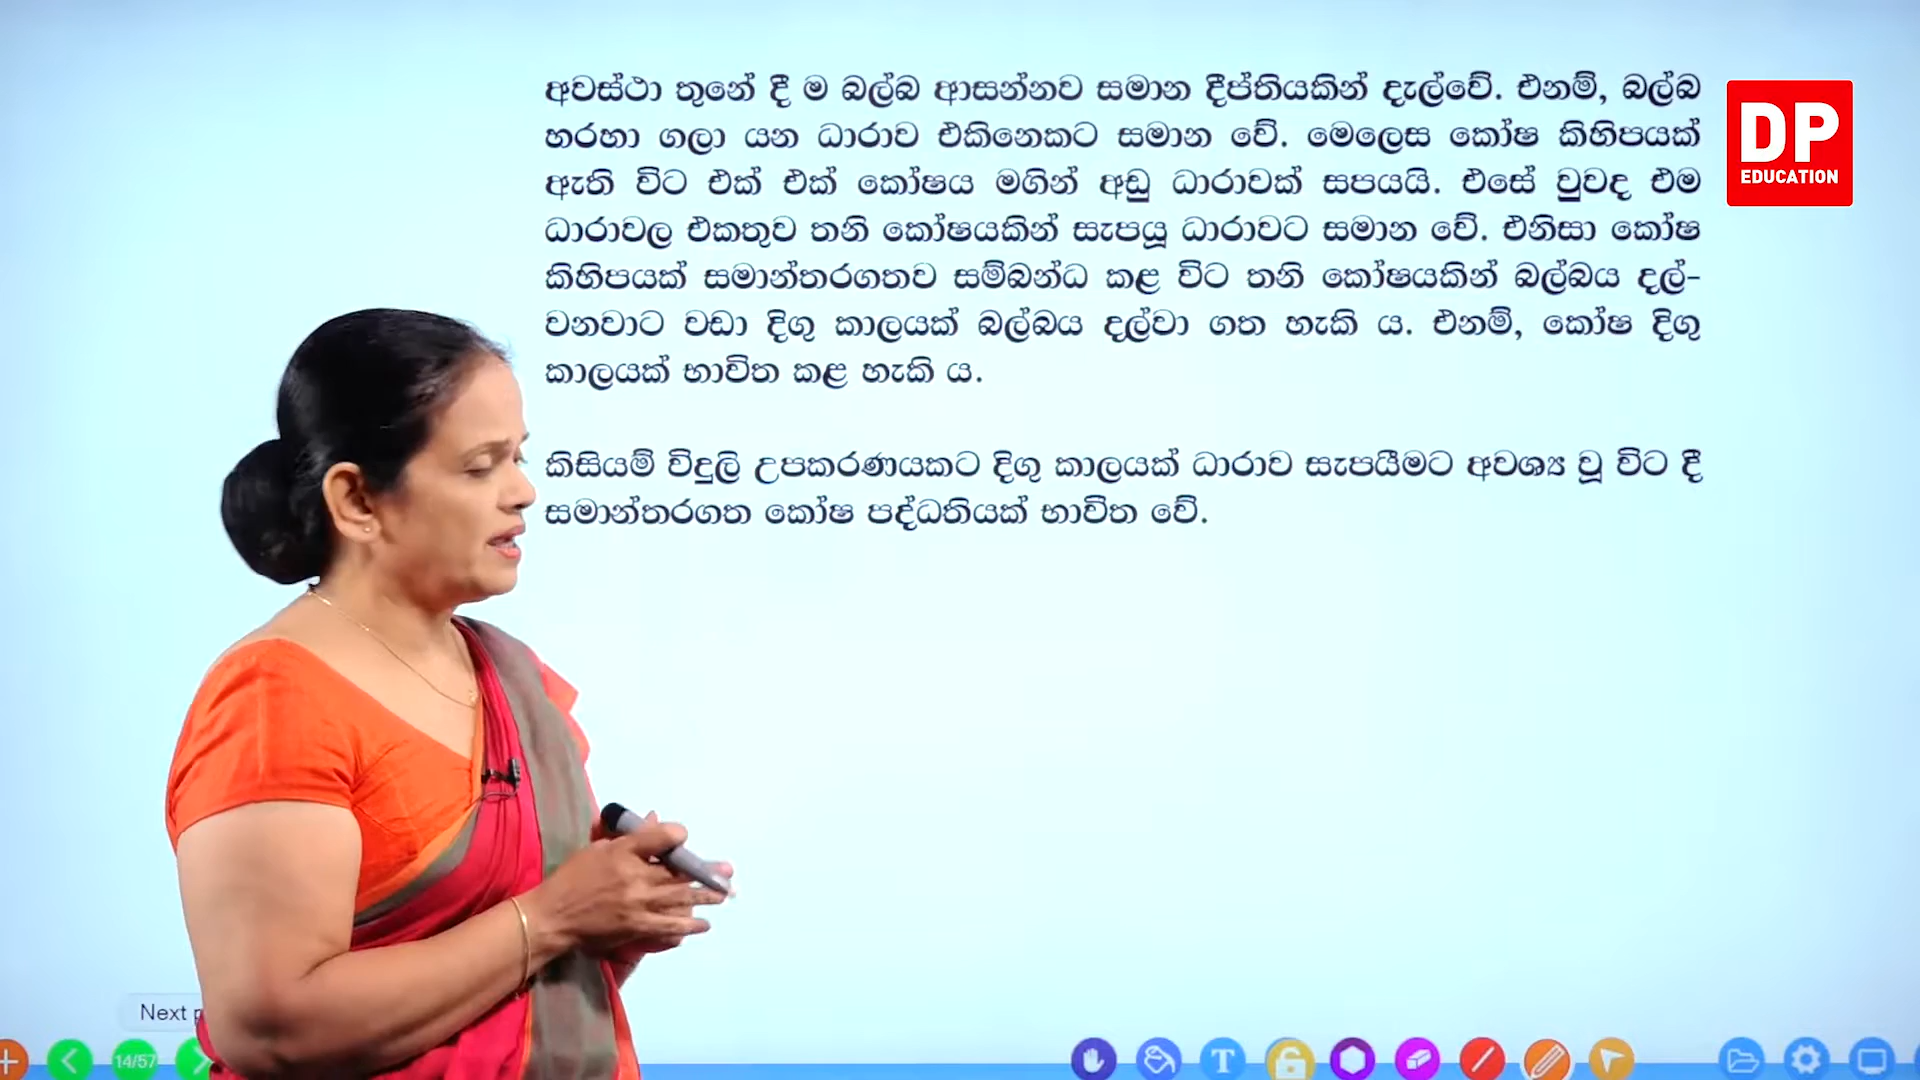 අවස්ථා තුනේ දී ම බල්බ ආසන්නව සමාන දීප්තියකින් දැල්වේ. එනම්, බල්බ
හරහා ගලා යන ධාරාව එකිනෙකට සමාන වේ. මෙලෙස කෝෂ කිහිපයක්
ඇති විට එක් එක් කෝෂය මගින් අඩු ධාරාවක් සපයයි. එසේ වුවද එම
ධාරාවල එකතුව තනි කෝෂයකින් සැපයූ ධාරාවට සමාන වේ. එනිසා කෝෂ
කිහිපයක් සමාන්තරගතව සම්බන්ධ කළ විට තනි කෝෂයකින් බල්බය දල්-
වනවාට වඩා දිගු කාලයක් බල්බය දල්වා ගත හැකි ය. එනම්, කෝෂ දිගු
කාලයක් භාවිත කළ හැකි ය.
කිසියම් විදුලි උපකරණයකට දිගු කාලයක් ධාරාව සැපයීමට අවශ්‍ය වූ විට දී
සමාන්තරගත කෝෂ පද්ධතියක් භාවිත වේ.
DP
EDUCATION
Next
14/57
T